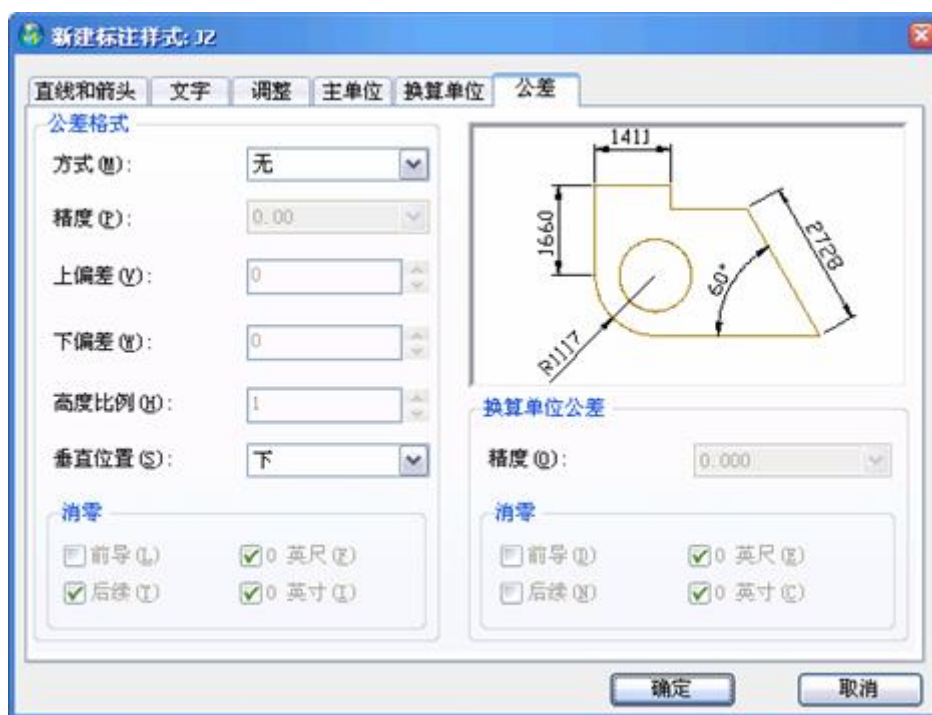 新建标注样式: JZ
直线和箭头 文字 调整 主单位 换算单位 公差
公差格式
方式(M): 无
精度(P): 0.00
上偏差(V): 0
下偏差(W): 0
高度比例(H): 1
垂直位置(S): 下
消零
前导(L) 0 英尺(F)
后续(T) 0 英寸(I)
1411
1660
2728
60°
R1117
换算单位公差
精度(O): 0.000
消零
前导(D) 0 英尺(E)
后续(N) 0 英寸(C)
确定 取消